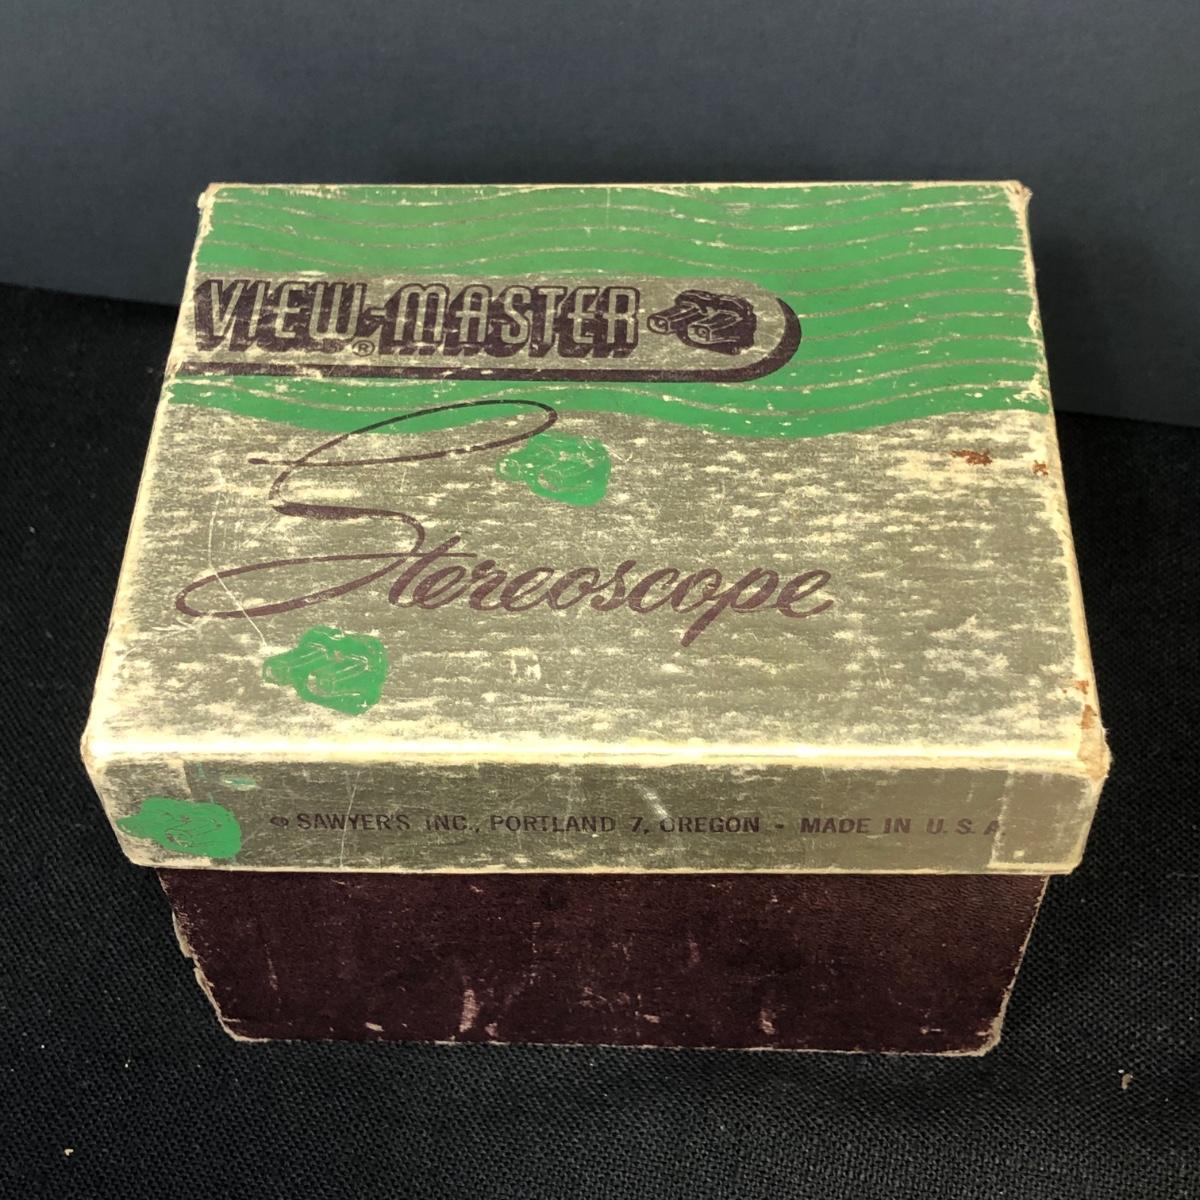 VIEW-MASTER
®
Stereoscope
© SAWYER'S INC., PORTLAND 7, OREGON - MADE IN U.S.A